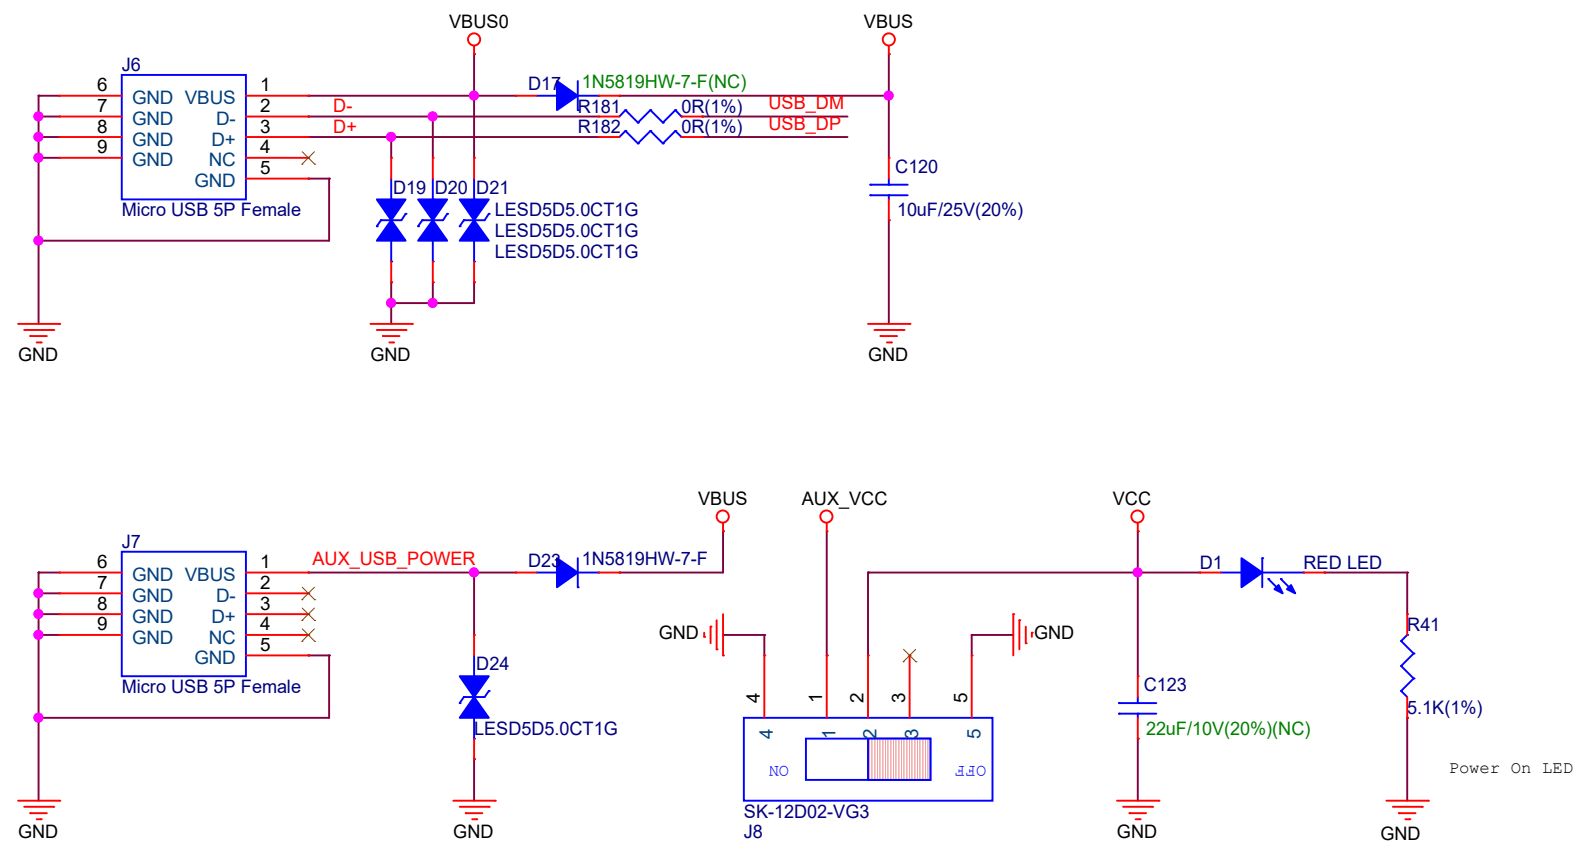 VBUS0
VBUS
J6
6
7
8
9
GND
GND
GND
GND
VBUS
D-
D+
NC
GND
1
2
3
4
5
Micro USB 5P Female
D-
D+
D17
1N5819HW-7-F(NC)
R181
0R(1%)
USB_DM
R182
0R(1%)
USB_DP
D19
D20
D21
LESD5D5.0CT1G
LESD5D5.0CT1G
LESD5D5.0CT1G
C120
10uF/25V(20%)
GND
GND
GND
VBUS
AUX_VCC
VCC
J7
6
7
8
9
GND
GND
GND
GND
VBUS
D-
D+
NC
GND
1
2
3
4
5
Micro USB 5P Female
AUX_USB_POWER
D23
1N5819HW-7-F
D24
LESD5D5.0CT1G
GND
GND
4
1
2
3
5
4
1
2
3
5
ON
OFF
SK-12D02-VG3
J8
D1
RED LED
R41
5.1K(1%)
C123
22uF/10V(20%)(NC)
Power On LED
GND
GND
GND
GND